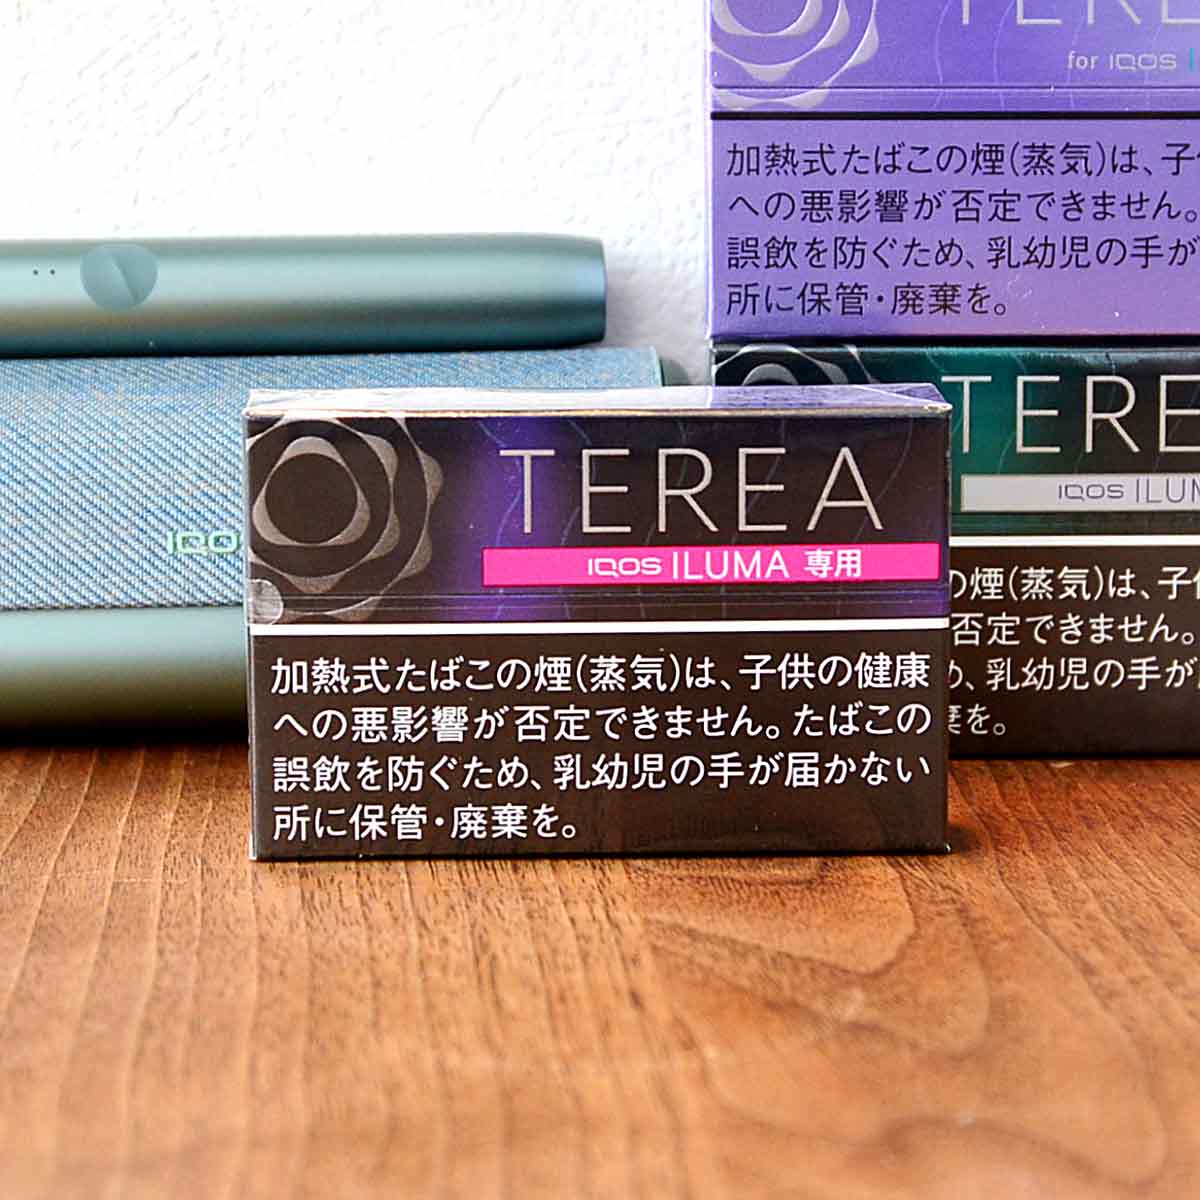 TERE
for IQOS I
加熱式たばこの煙(蒸気)は、子
への悪影響が否定できません。
誤飲を防ぐため、乳幼児の手が
所に保管・廃棄を。
TERE
IQOS ILUM
の煙(蒸気)は、子
否定できません。
め、乳幼児の手が
棄を。
IQO
TEREA
IQOS ILUMA 専用
加熱式たばこの煙(蒸気)は、子供の健康
への悪影響が否定できません。たばこの
誤飲を防ぐため、乳幼児の手が届かない
所に保管・廃棄を。